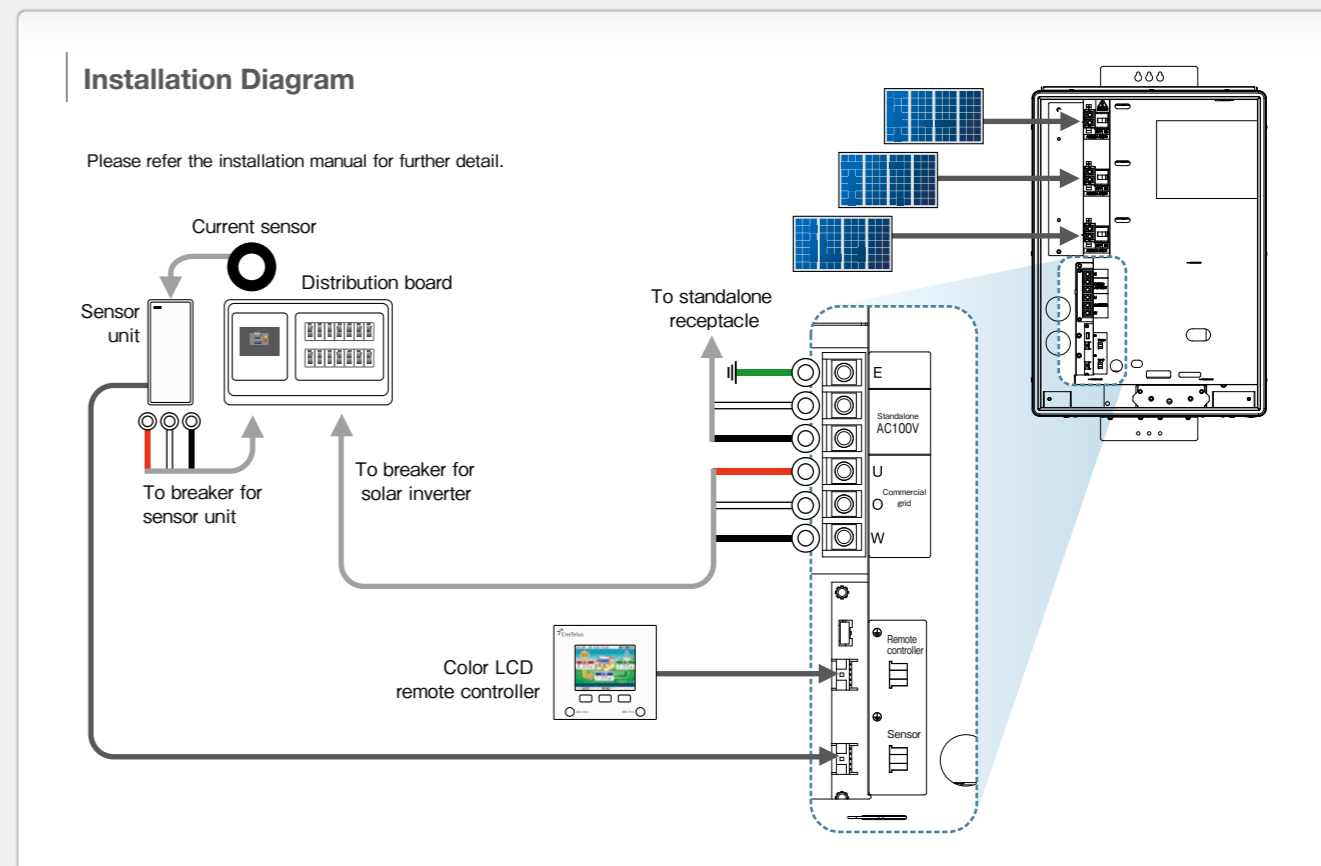 Installation Diagram
Please refer the installation manual for further detail.
Current sensor
Distribution board
Sensor
unit
To standalone
receptacle
E
Standalone
AC100V
To breaker for
solar inverter
U
Commercial
grid
O
W
To breaker for
sensor unit
EneTelus
Remote
controller
Color LCD
remote controller
Sensor